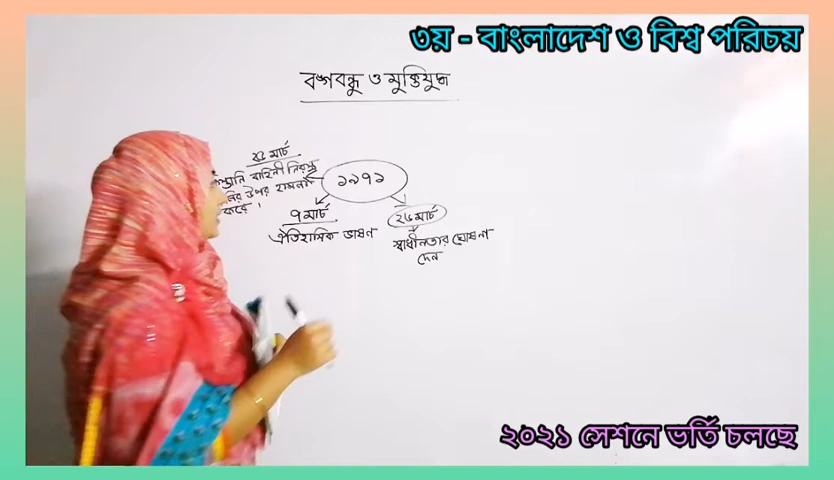 ৩য় - বাংলাদেশ ও বিশ্ব পরিচয়
বঙ্গবন্ধু ও মুক্তিযুদ্ধ
১৯৭১
২৫ মার্চ
বাহিনী নিরস্ত্র
উপর হামলা
করে।
৭ মার্চ
ঐতিহাসিক ভাষণ
২৬ মার্চ
স্বাধীনতার ঘোষণা
দেন
২০২১ সেশনে ভর্তি চলছে